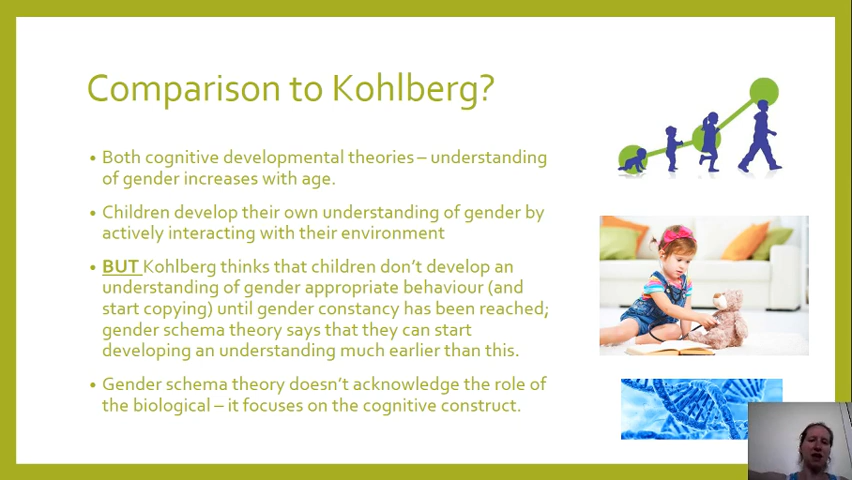 Comparison to Kohlberg?
• Both cognitive developmental theories – understanding
of gender increases with age.
• Children develop their own understanding of gender by
actively interacting with their environment
• BUT Kohlberg thinks that children don't develop an
understanding of gender appropriate behaviour (and
start copying) until gender constancy has been reached;
gender schema theory says that they can start
developing an understanding much earlier than this.
• Gender schema theory doesn't acknowledge the role of
the biological – it focuses on the cognitive construct.